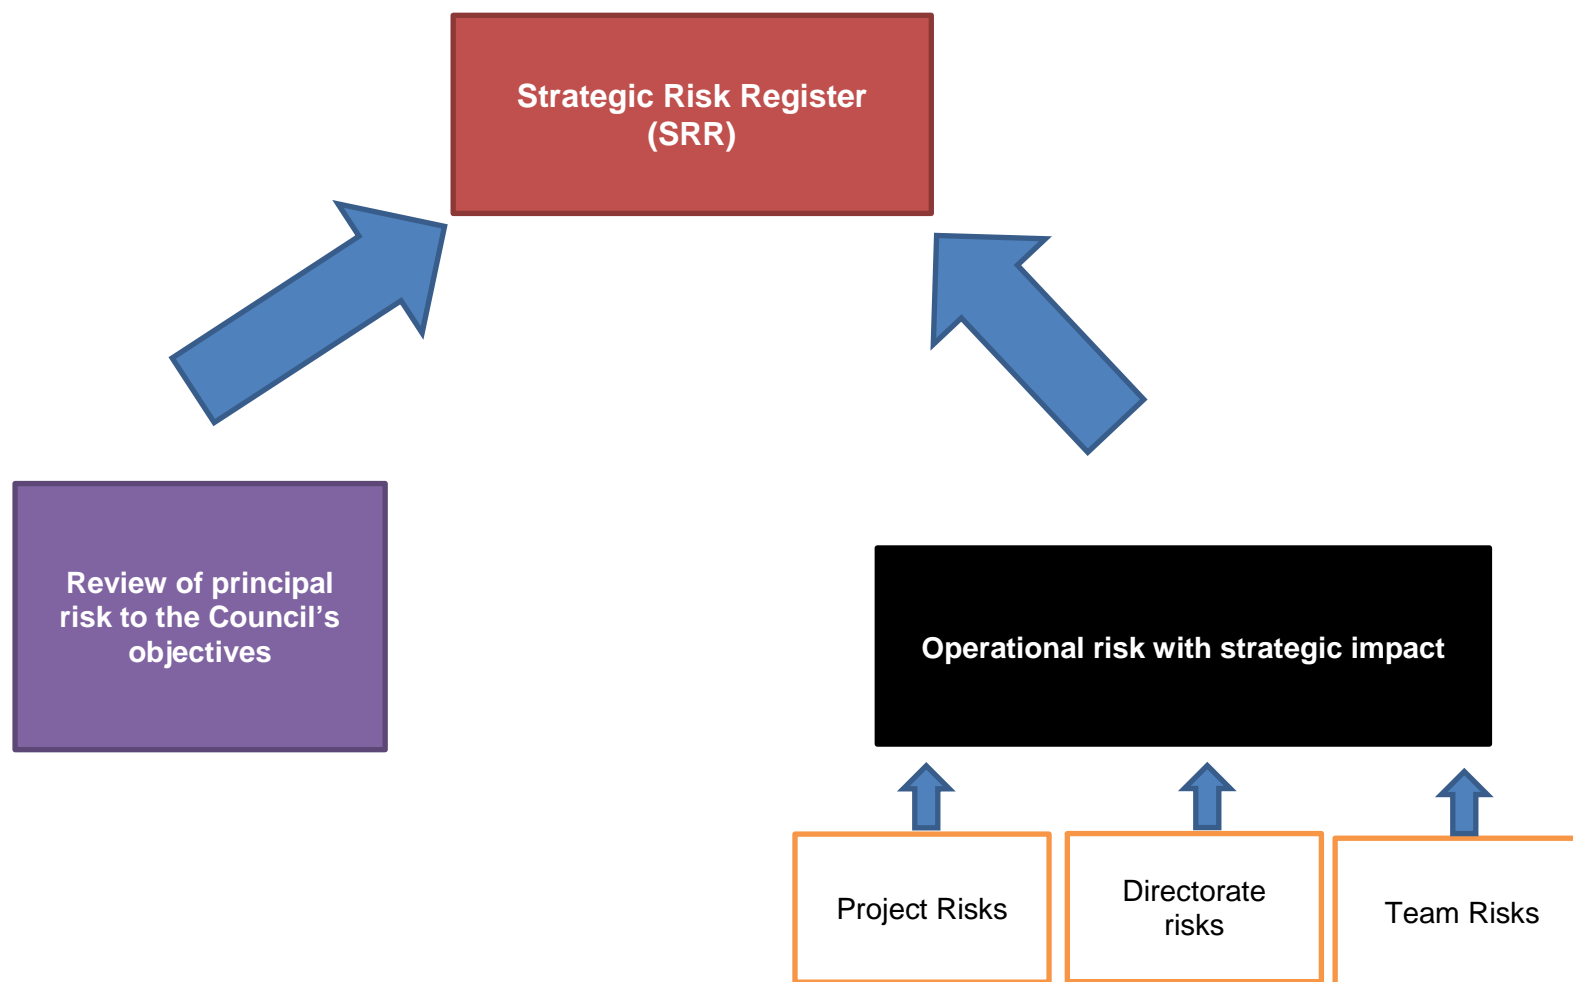 Strategic Risk Register
(SRR)
Review of principal
risk to the Council’s
objectives
Operational risk with strategic impact
Project Risks
Directorate
risks
Team Risks